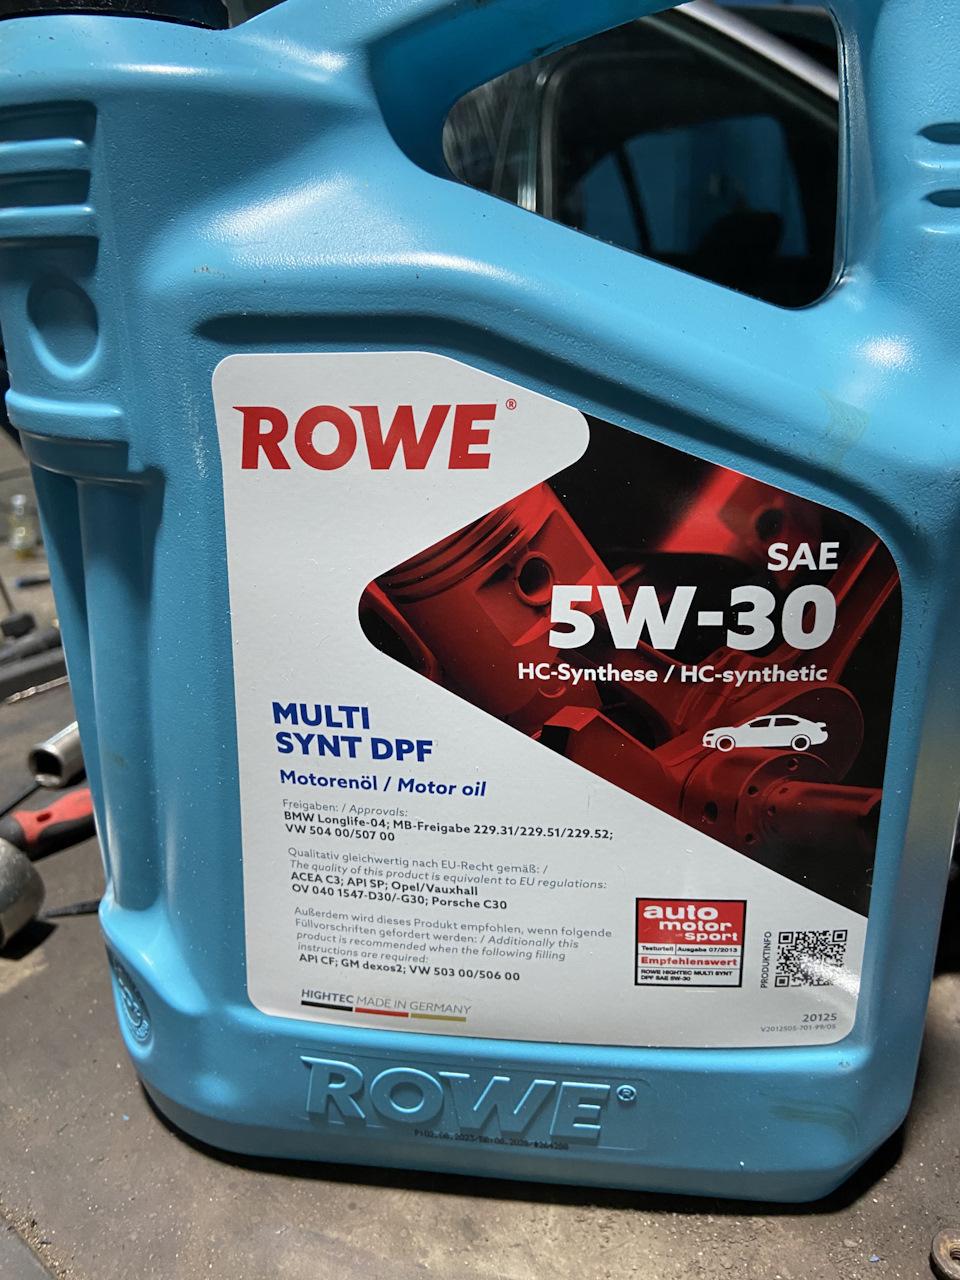 ROWE®
SAE
5W-30
HC-Synthese / HC-synthetic
MULTI
SYNT DPF
Motorenöl / Motor oil
Freigaben: / Approvals:
BMW Longlife-04; MB-Freigabe 229.31/229.51/229.52;
VW 504 00/507 00
Qualitativ gleichwertig nach EU-Recht gemäß: /
The quality of this product is equivalent to EU regulations:
ACEA C3; API SP; Opel/Vauxhall
OV 040 1547-D30/-G30; Porsche C30
Außerdem wird dieses Produkt empfohlen, wenn folgende
Füllvorschriften gefordert werden: / Additionally this
product is recommended when the following filling
instructions are required:
API CF; GM dexos2; VW 503 00/506 00
HIGHTEC MADE IN GERMANY
auto
motor
sport
Testurteil Ausgabe 07/2013
Empfehlenswert
ROWE HIGHTEC MULTI SYNT
DPF SAE 5W-30
PRODUKTINFO
20125
ROWE®